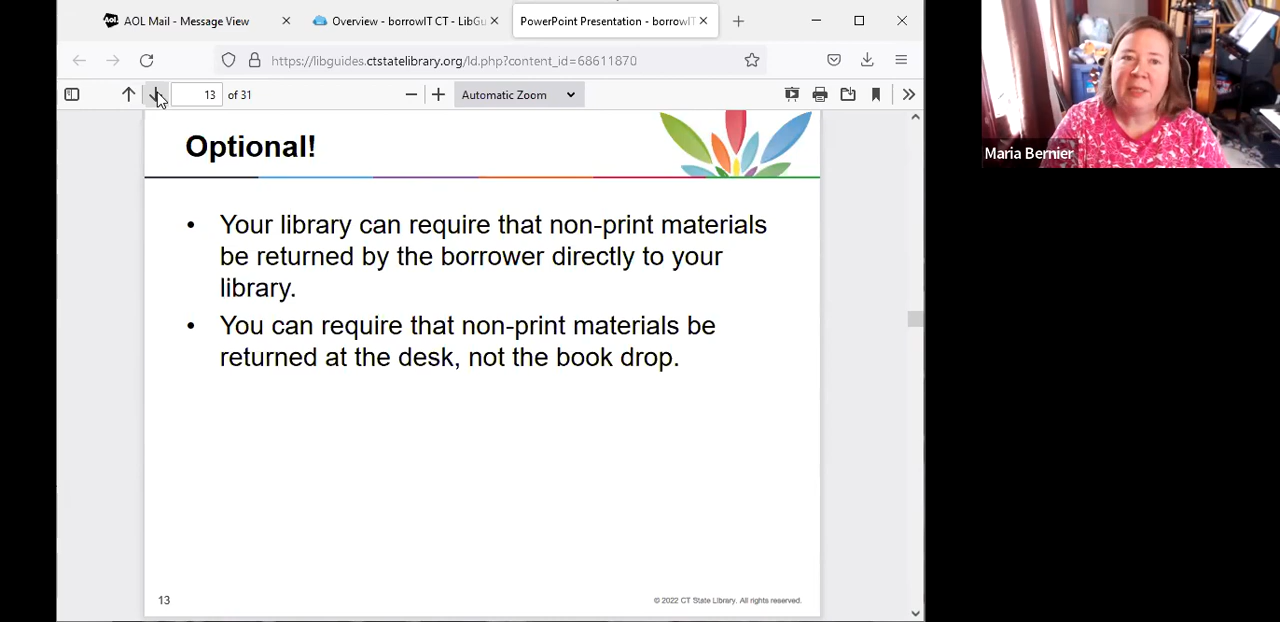 AOL Mail - Message View
Overview - borrowIT CT - LibGu
PowerPoint Presentation - borrowIT
https://libguides.ctstatelibrary.org/ld.php?content_id=68611870
13 of 31
Automatic Zoom
Optional!
• Your library can require that non-print materials
be returned by the borrower directly to your
library.
• You can require that non-print materials be
returned at the desk, not the book drop.
13
© 2022 CT State Library. All rights reserved.
Maria Bernier